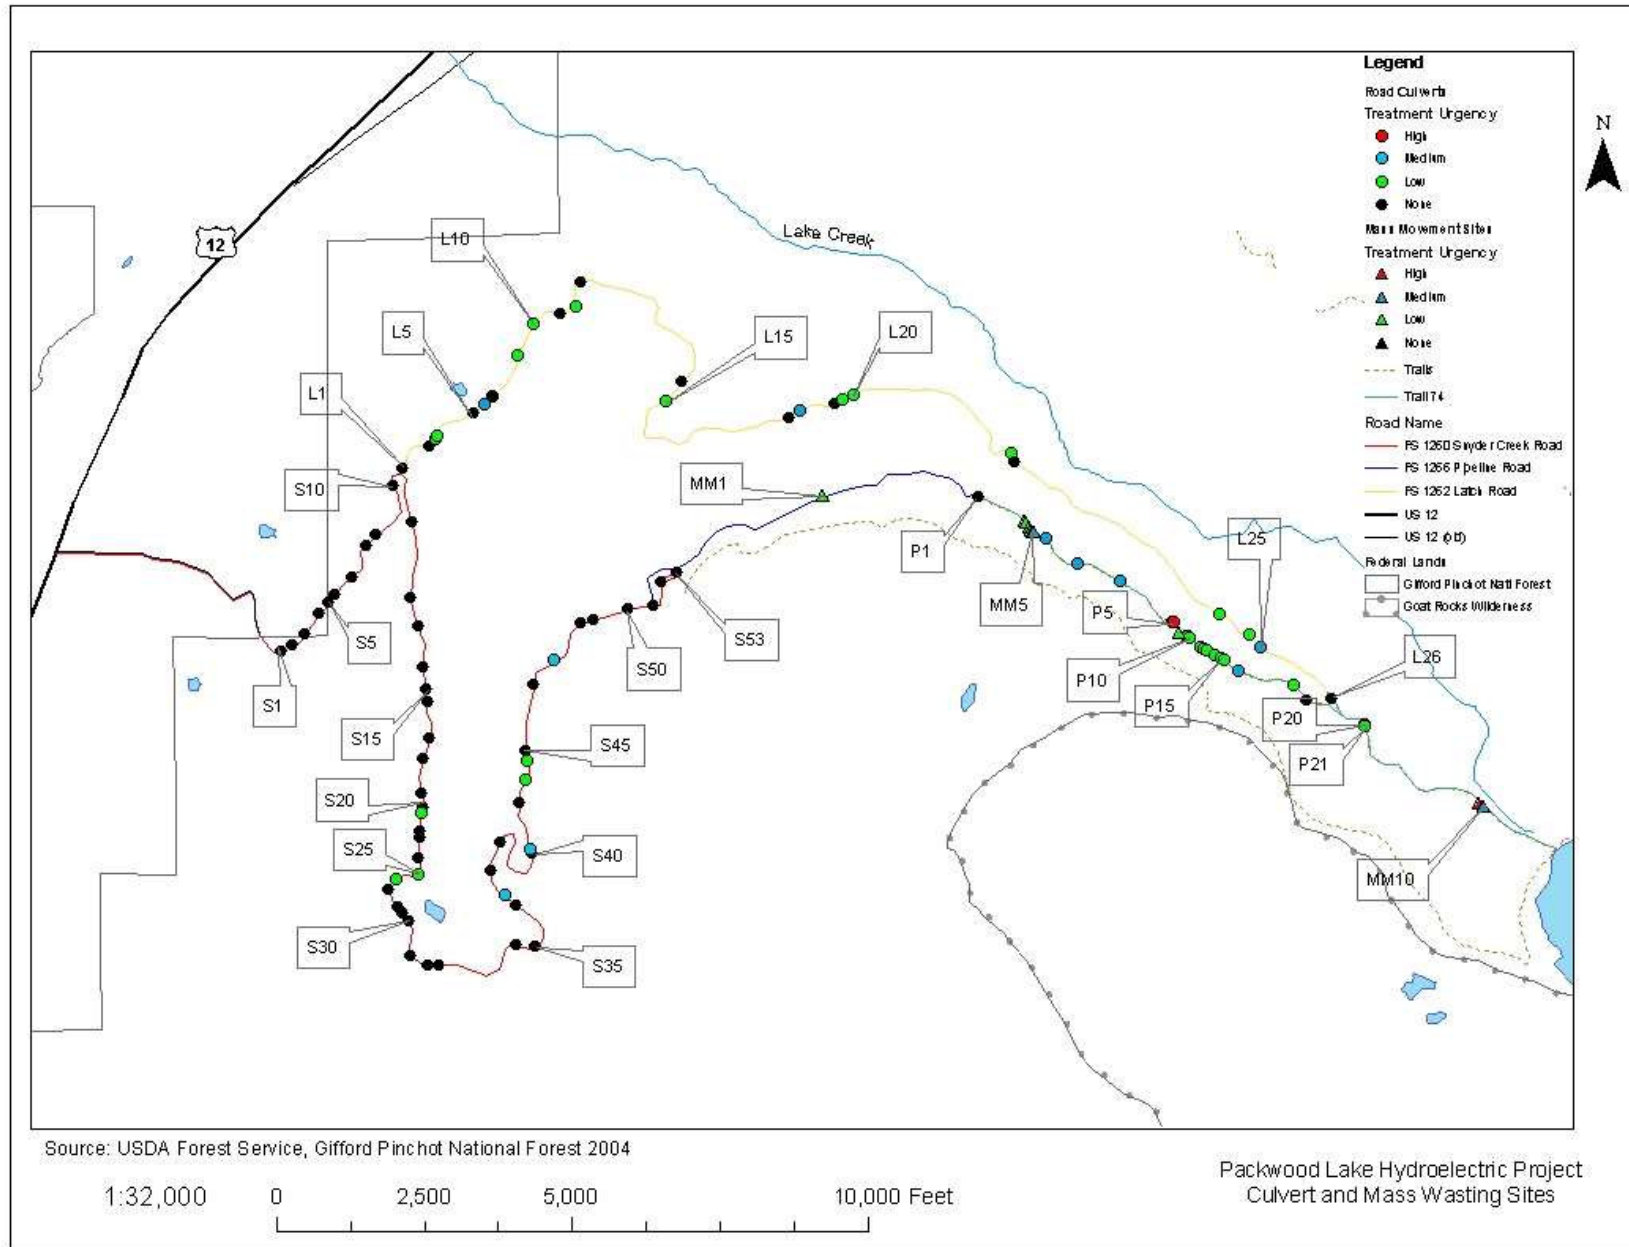 Legend
Road Culverts
Treatment Urgency
High
Medium
Low
None
Mass Movement Sites
Treatment Urgency
High
Medium
Low
None
Trails
Trail 74
Road Name
FS 1260 Snyder Creek Road
FS 1266 Pipeline Road
FS 1262 Latch Road
US 12
US 12 (old)
Federal Lands
Gifford Pinchot Natl Forest
Goat Rocks Wilderness
N
12
Lake Creek
L10
L5
L15
L20
L1
S10
MM1
L25
P1
MM5
P5
S5
S53
S50
L26
P10
S1
P15
P20
S15
S45
P21
S20
S25
S40
MM10
S30
S35
Source: USDA Forest Service, Gifford Pinchot National Forest 2004
1:32,000
0 2,500 5,000 10,000 Feet
Packwood Lake Hydroelectric Project
Culvert and Mass Wasting Sites